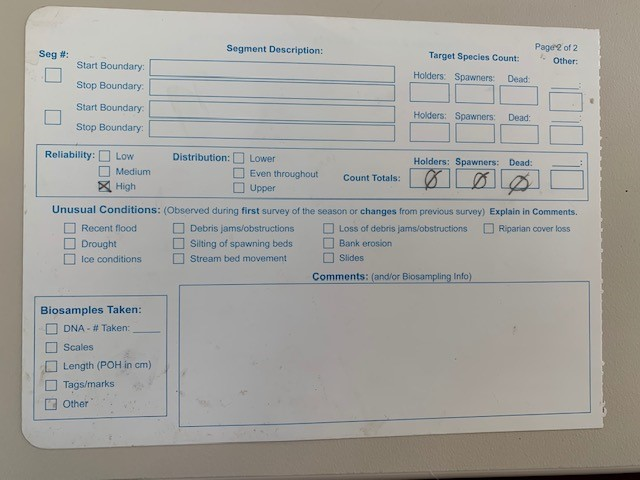 Page 2 of 2
Seg #: Segment Description: Target Species Count: Other:
Start Boundary: Holders: Spawners: Dead:
Stop Boundary:
Start Boundary: Holders: Spawners: Dead:
Stop Boundary:
Reliability: Low Distribution: Lower Holders: Spawners: Dead:
Medium Even throughout Count Totals: Ø Ø Ø
High Upper
Unusual Conditions: (Observed during first survey of the season or changes from previous survey) Explain in Comments.
Recent flood Debris jams/obstructions Loss of debris jams/obstructions Riparian cover loss
Drought Silting of spawning beds Bank erosion
Ice conditions Stream bed movement Slides
Comments: (and/or Biosampling Info)
Biosamples Taken:
DNA - # Taken: ____
Scales
Length (POH in cm)
Tags/marks
Other